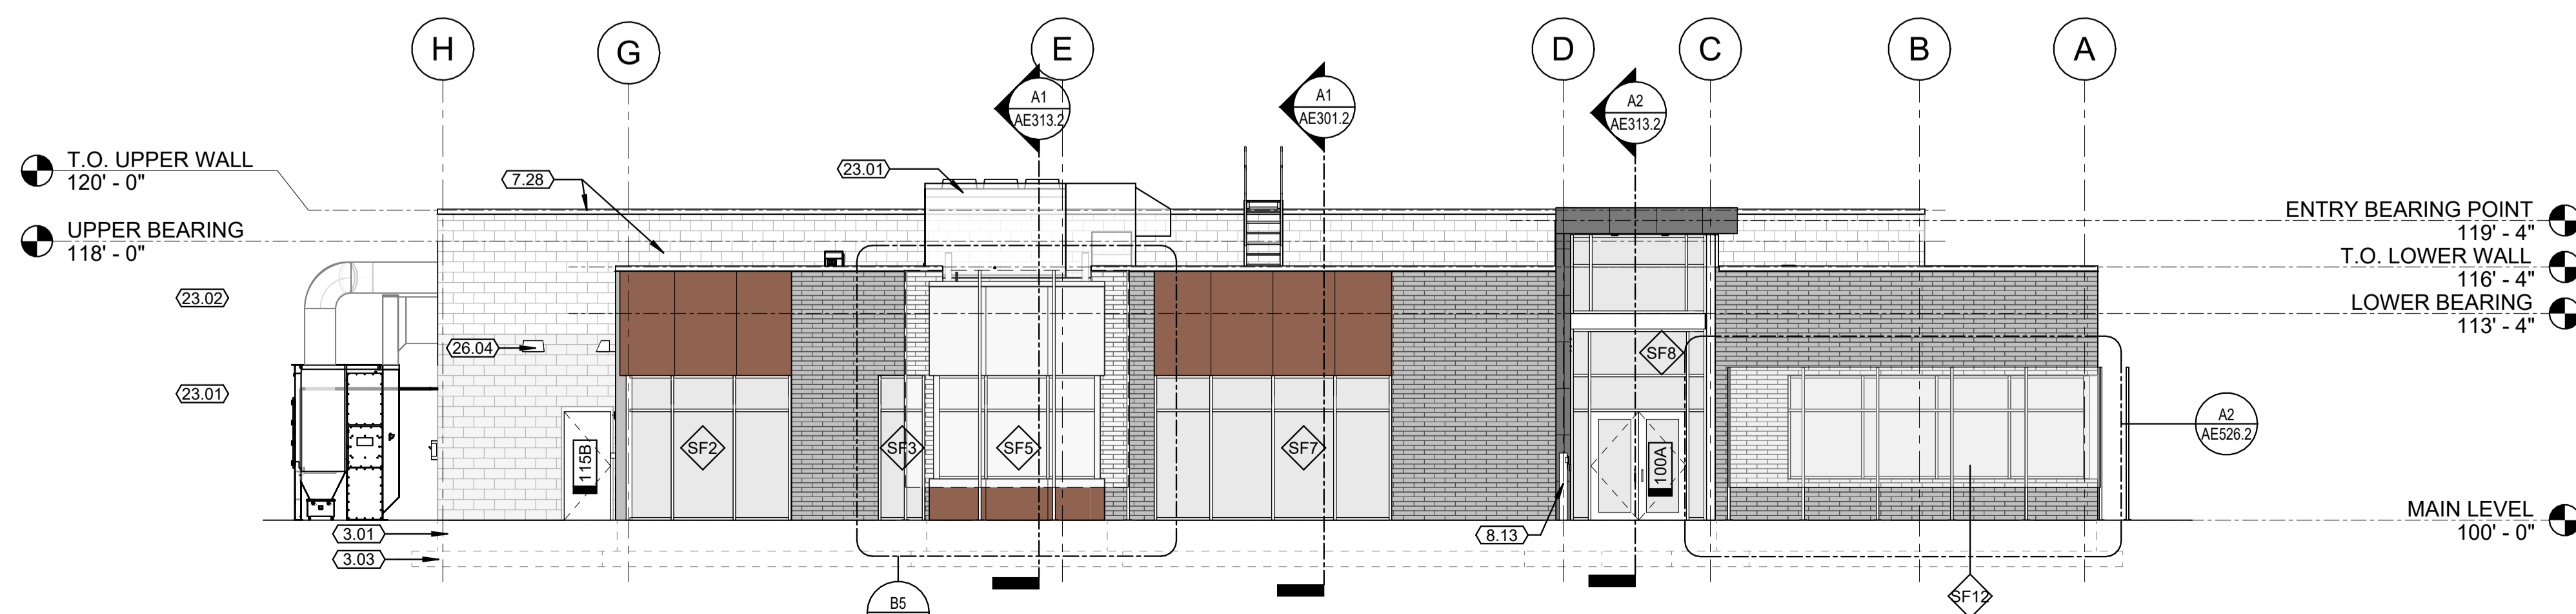 H
G
E
D
C
B
A
A1
AE313.2
A1
AE301.2
A2
AE313.2
T.O. UPPER WALL
120' - 0"
7.28
23.01
UPPER BEARING
118' - 0"
ENTRY BEARING POINT
119' - 4"
T.O. LOWER WALL
116' - 4"
LOWER BEARING
113' - 4"
23.02
26.04
SF8
23.01
A2
AE526.2
115B
SF2
SF3
SF5
SF7
100A
MAIN LEVEL
100' - 0"
3.01
8.13
3.03
B5
SF12